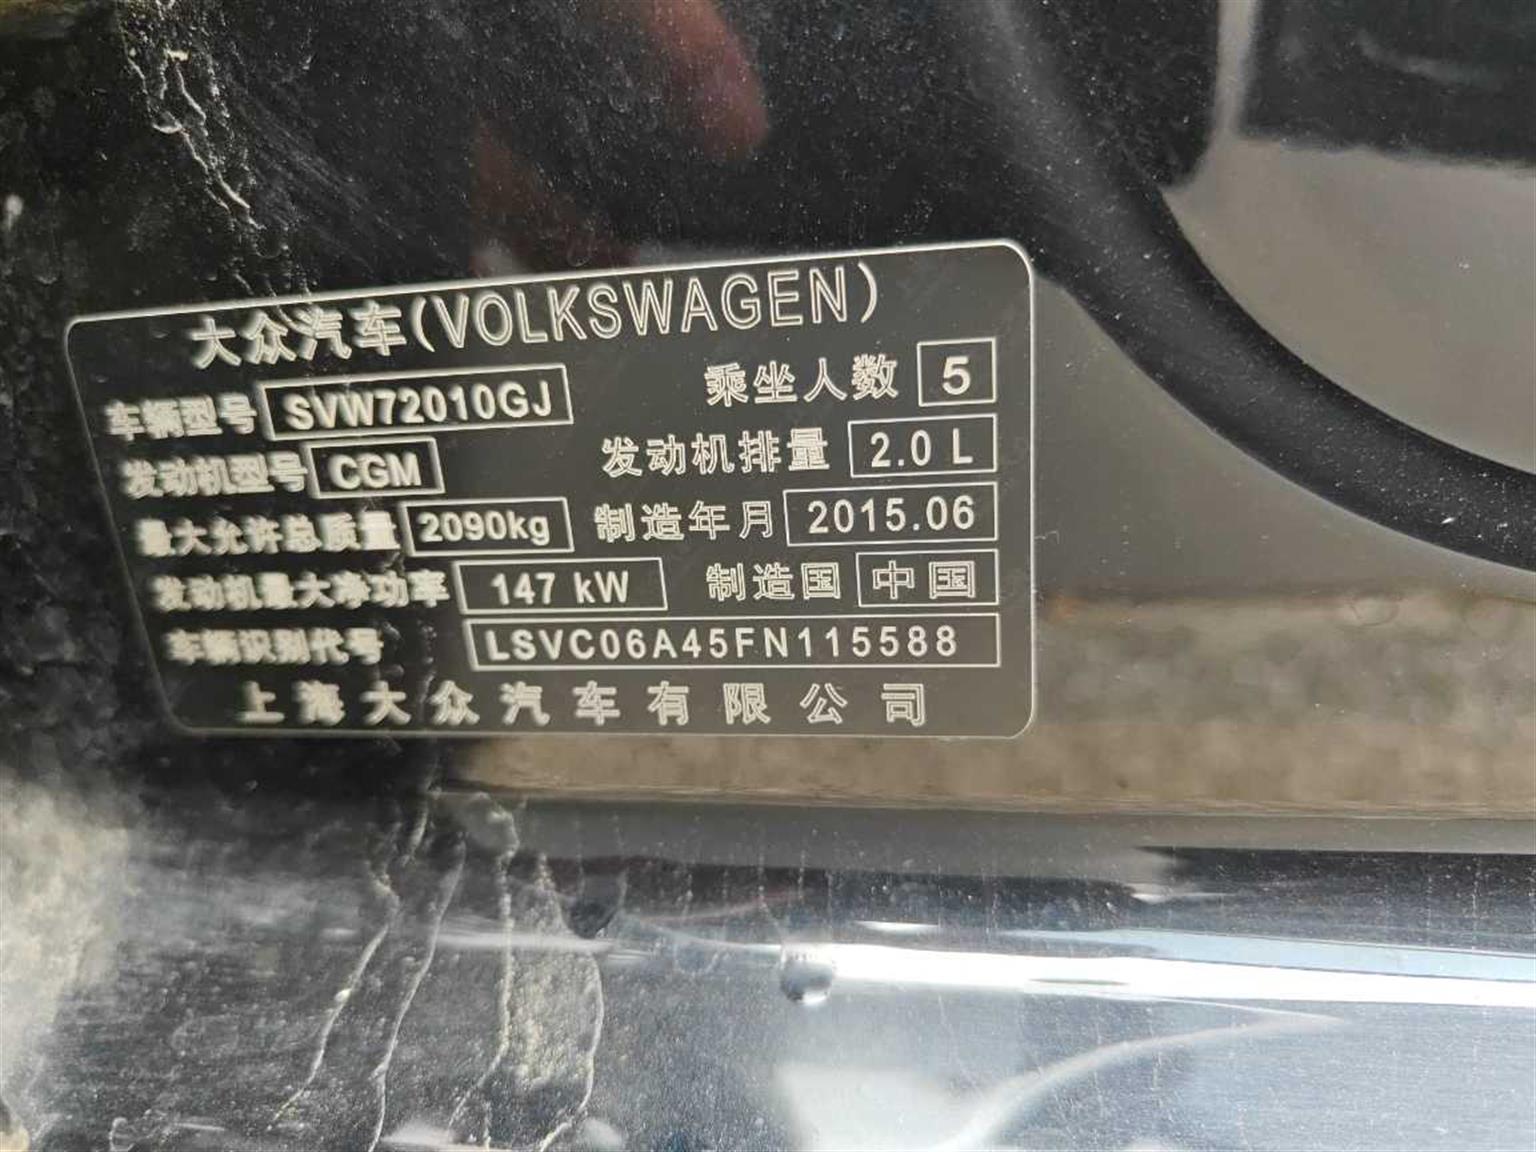 大众汽车(VOLKSWAGEN)
车辆型号 SVW72010GJ 乘坐人数 5
发动机型号 CGM 发动机排量 2.0 L
最大允许总质量 2090kg 制造年月 2015.06
发动机最大净功率 147 kW 制造国 中国
车辆识别代号 LSVC06A45FN115588
上海大众汽车有限公司